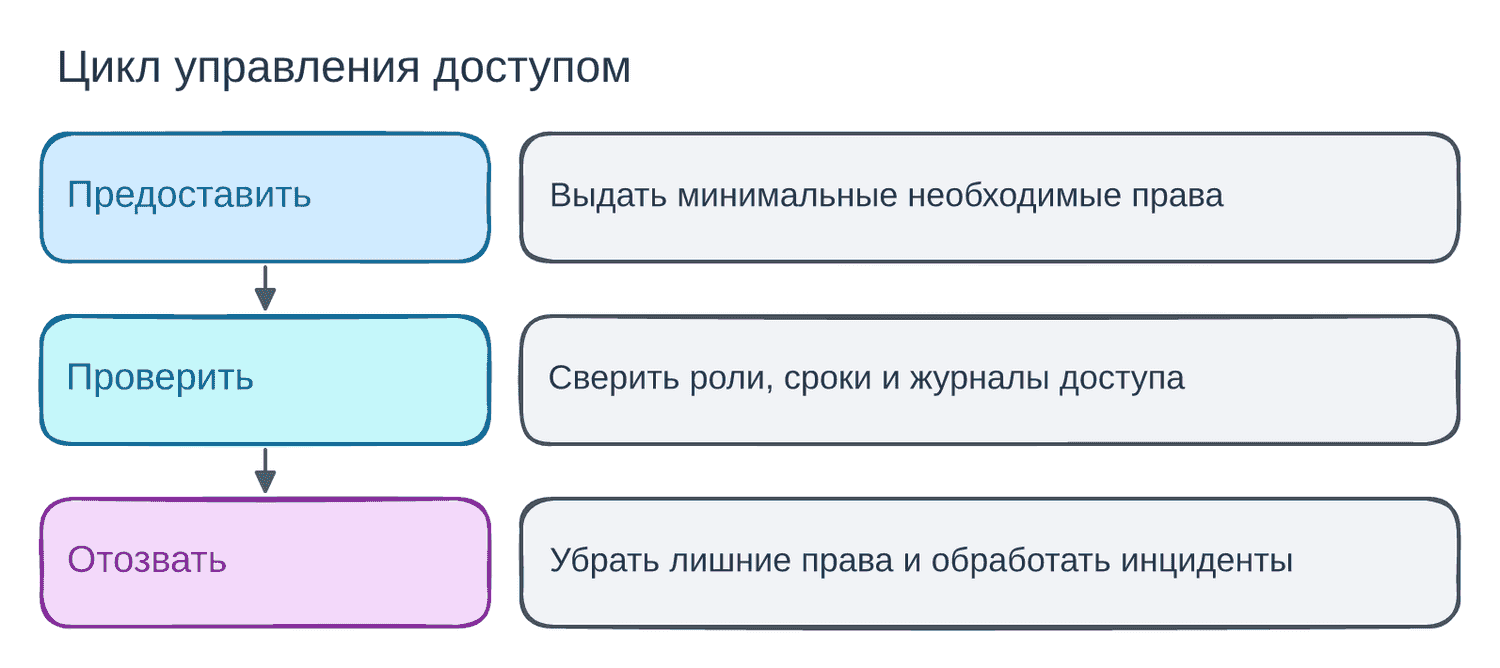 Цикл управления доступом
Предоставить
Выдать минимальные необходимые права
Проверить
Сверить роли, сроки и журналы доступа
Отозвать
Убрать лишние права и обработать инциденты